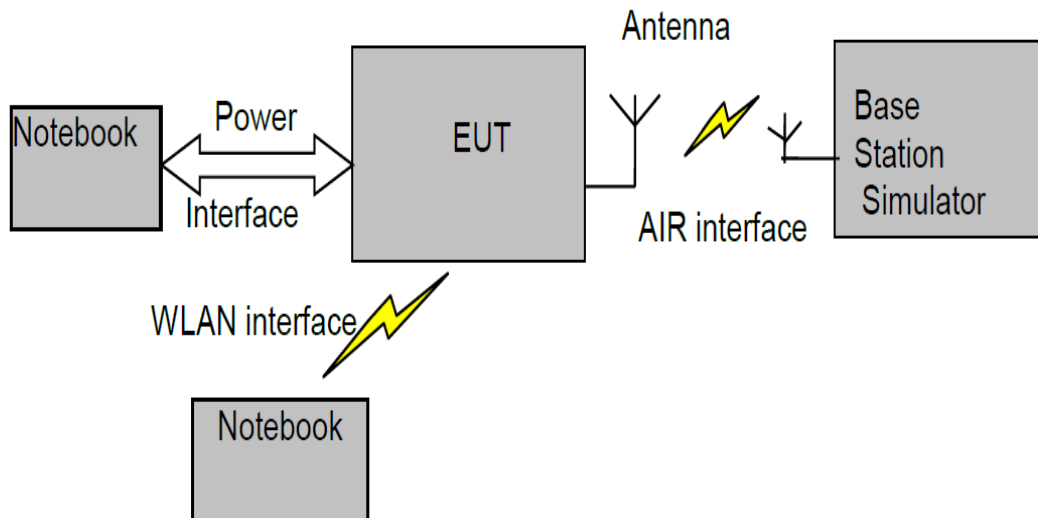 Antenna
Notebook
Power
Interface
EUT
Base
Station
Simulator
AIR interface
WLAN interface
Notebook